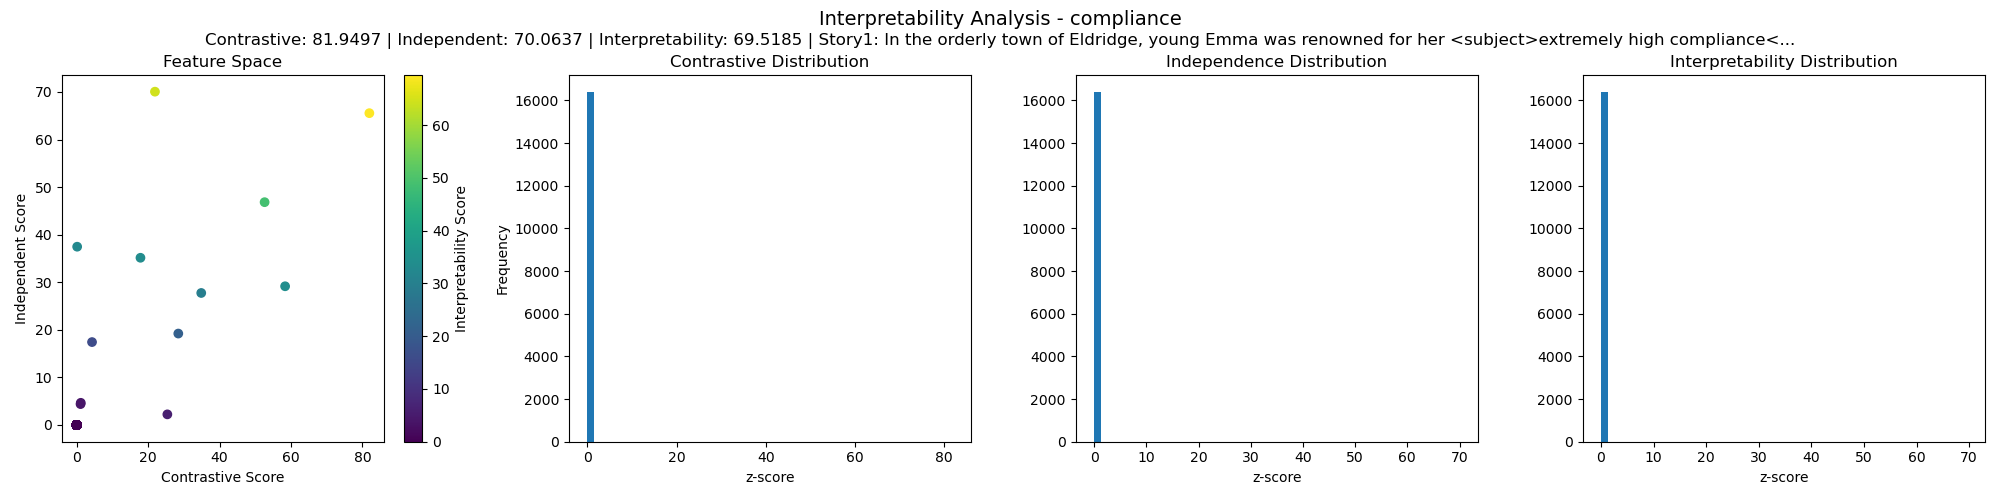 Interpretability Analysis - compliance
Contrastive: 81.9497 | Independent: 70.0637 | Interpretability: 69.5185 | Story1: In the orderly town of Eldridge, young Emma was renowned for her <subject>extremely high compliance<...
Feature Space
70
60
50
40
30
20
10
0
Independent Score
0 20 40 60 80
Contrastive Score
60
50
40
30
20
10
0
Interpretability Score
Contrastive Distribution
16000
14000
12000
10000
8000
6000
4000
2000
0
Frequency
0 20 40 60 80
z-score
Independence Distribution
16000
14000
12000
10000
8000
6000
4000
2000
0
0 10 20 30 40 50 60 70
z-score
Interpretability Distribution
16000
14000
12000
10000
8000
6000
4000
2000
0
0 10 20 30 40 50 60 70
z-score